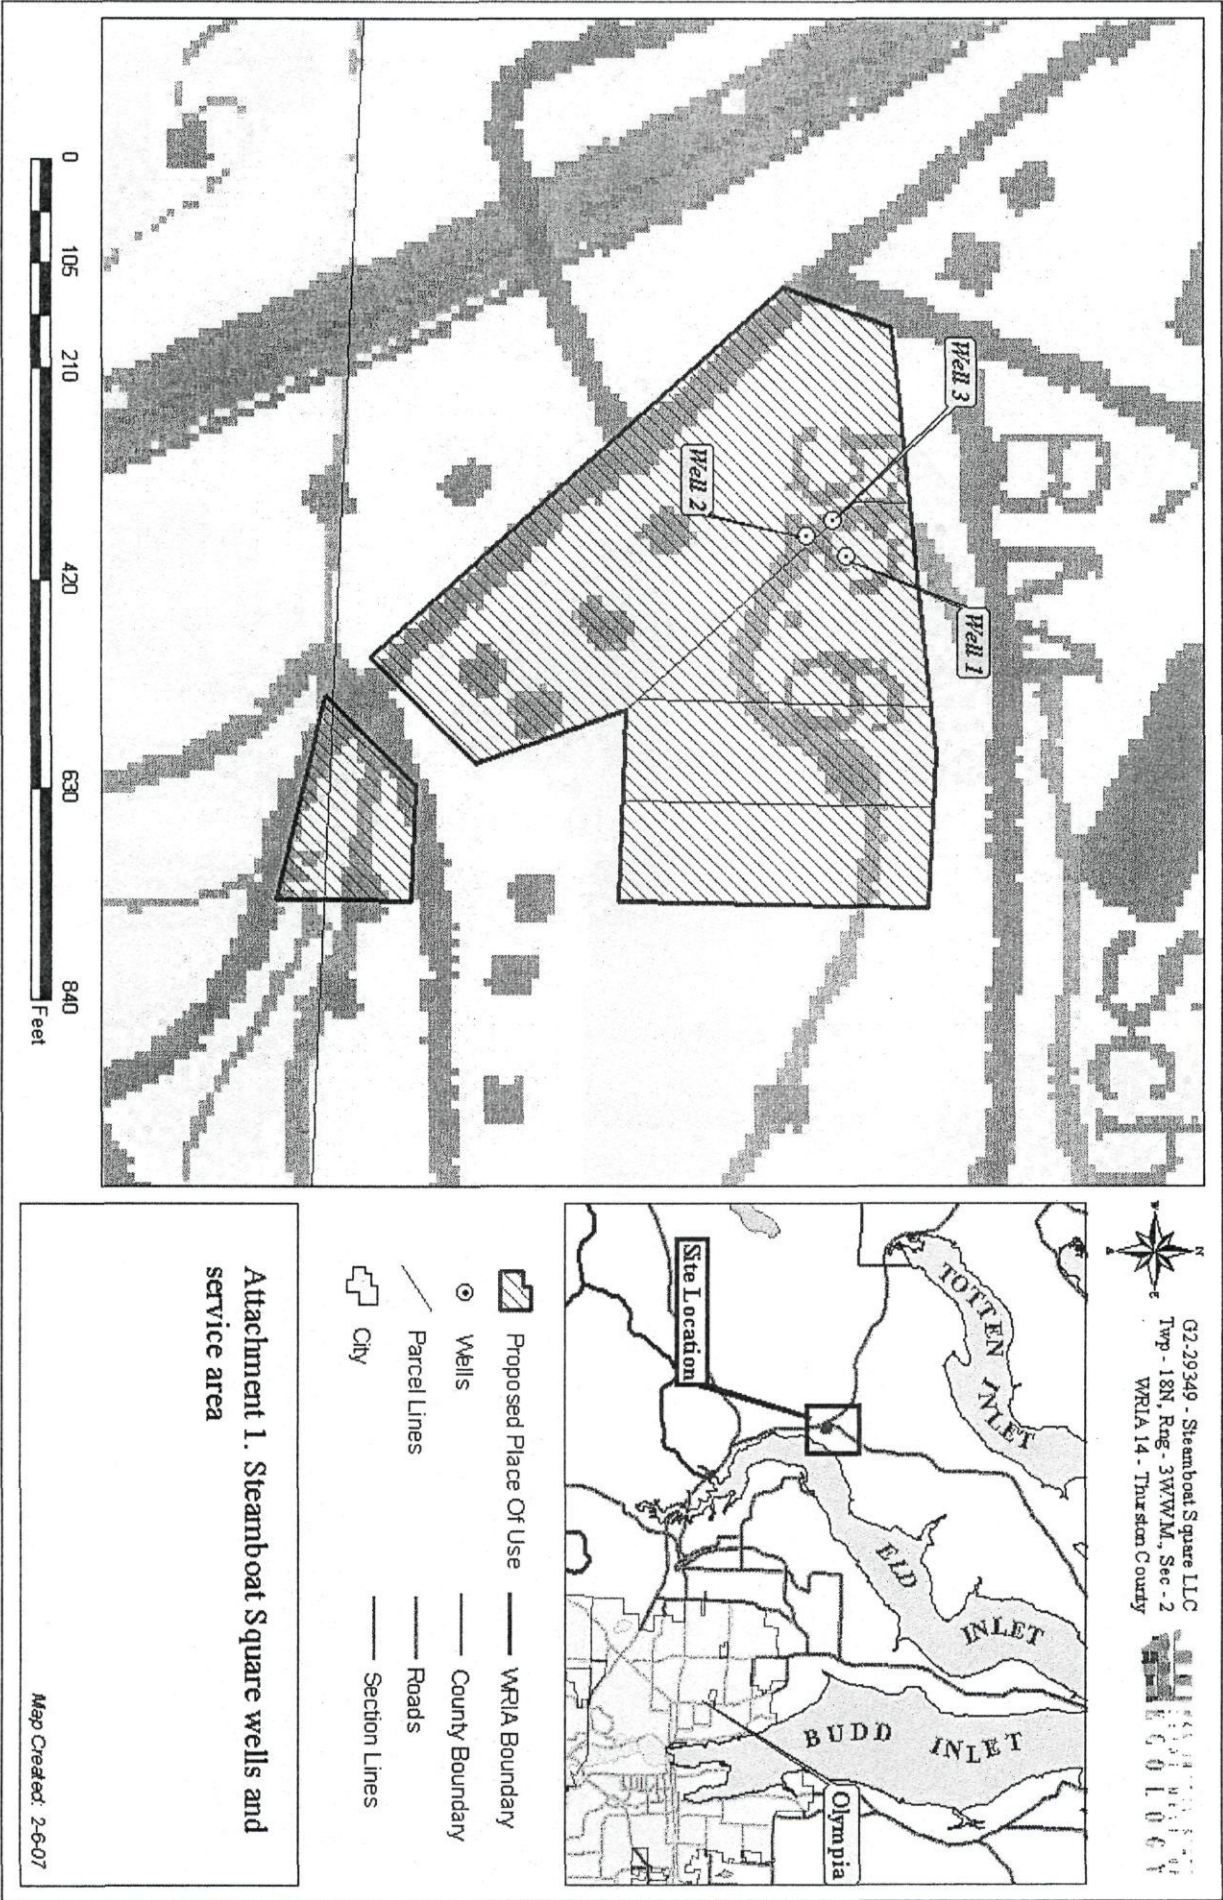 G2-29349 - Steamboat Square LLC
Twp - 18N, Rng - 3W.W.M., Sec - 2
WRIA 14 - Thurston County
ECOLOGY
N
W
E
TOTTEN INLET
ELD INLET
BUDD INLET
Site Location
Olympia
BM
Well 3
Well 1
Well 2
0 105 210 420 630 840
Feet
Proposed Place Of Use
Wells
Parcel Lines
City
WRIA Boundary
County Boundary
Roads
Section Lines
Attachment 1. Steamboat Square wells and
service area
Map Created: 2-6-07